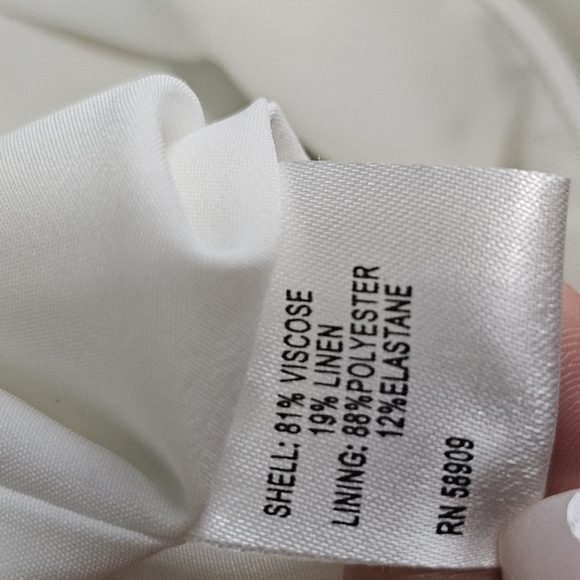 SHELL: 81% VISCOSE
19% LINEN
LINING: 88%POLYESTER
12%ELASTANE
RN 58909